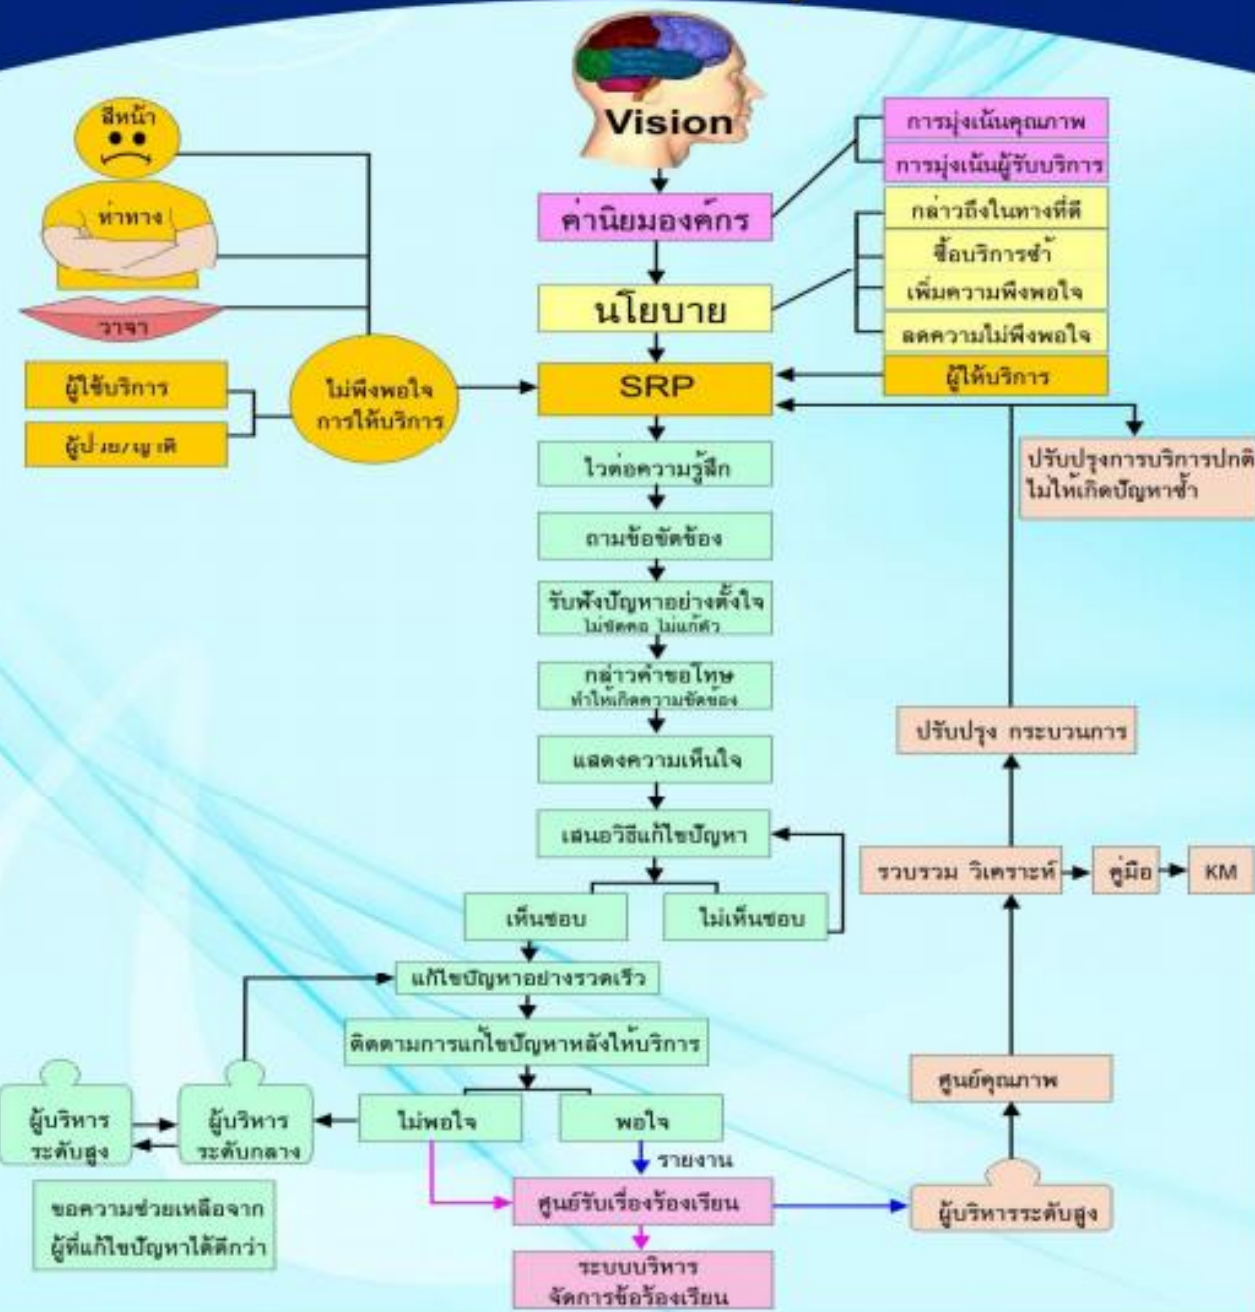 Vision
สีหน้า
ท่าทาง
วาจา
ผู้ใช้บริการ
ไม่พึงพอใจ
การให้บริการ
การมุ่งเน้นคุณภาพ
การมุ่งเน้นผู้รับบริการ
ค่านิยมองค์กร
กล่าวถึงในทางที่ดี
ซื้อบริการซ้ำ
เพิ่มความพึงพอใจ
ลดความไม่พึงพอใจ
นโยบาย
ผู้ให้บริการ
SRP
ปรับปรุงการบริการปกติ
ไม่ให้เกิดปัญหาซ้ำ
ไวต่อความรู้สึก
ถามข้อขัดข้อง
รับฟังปัญหาอย่างตั้งใจ
ไม่ขัดคอ ไม่แก้ตัว
กล่าวคำขอโทษ
ทำให้เกิดความขัดข้อง
แสดงความเห็นใจ
เสนอวิธีแก้ไขปัญหา
เห็นชอบ
ไม่เห็นชอบ
แก้ไขปัญหาอย่างรวดเร็ว
ติดตามการแก้ไขปัญหาหลังให้บริการ
ไม่พอใจ
พอใจ
ผู้บริหาร
ระดับสูง
ผู้บริหาร
ระดับกลาง
ขอความช่วยเหลือจาก
ผู้ที่แก้ไขปัญหาได้ดีกว่า
รายงาน
ศูนย์รับเรื่องร้องเรียน
ระบบบริหาร
จัดการข้อร้องเรียน
ปรับปรุง กระบวนการ
รวบรวม วิเคราะห์
คู่มือ
KM
ศูนย์คุณภาพ
ผู้บริหารระดับสูง